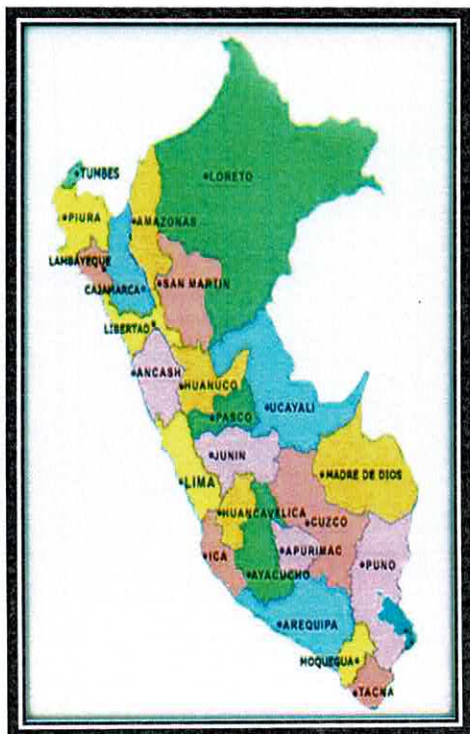 TUMBES
LORETO
PIURA
AMAZONAS
LAMBAYEQUE
CAJAMARCA
SAN MARTIN
LIBERTAD
ANCASH
HUANUCO
PASCO
UCAYALI
JUNIN
LIMA
MADRE DE DIOS
HUANCAVELICA
CUZCO
ICA
APURIMAC
PUNO
AYACUCHO
AREQUIPA
MOQUEGUA
TACNA